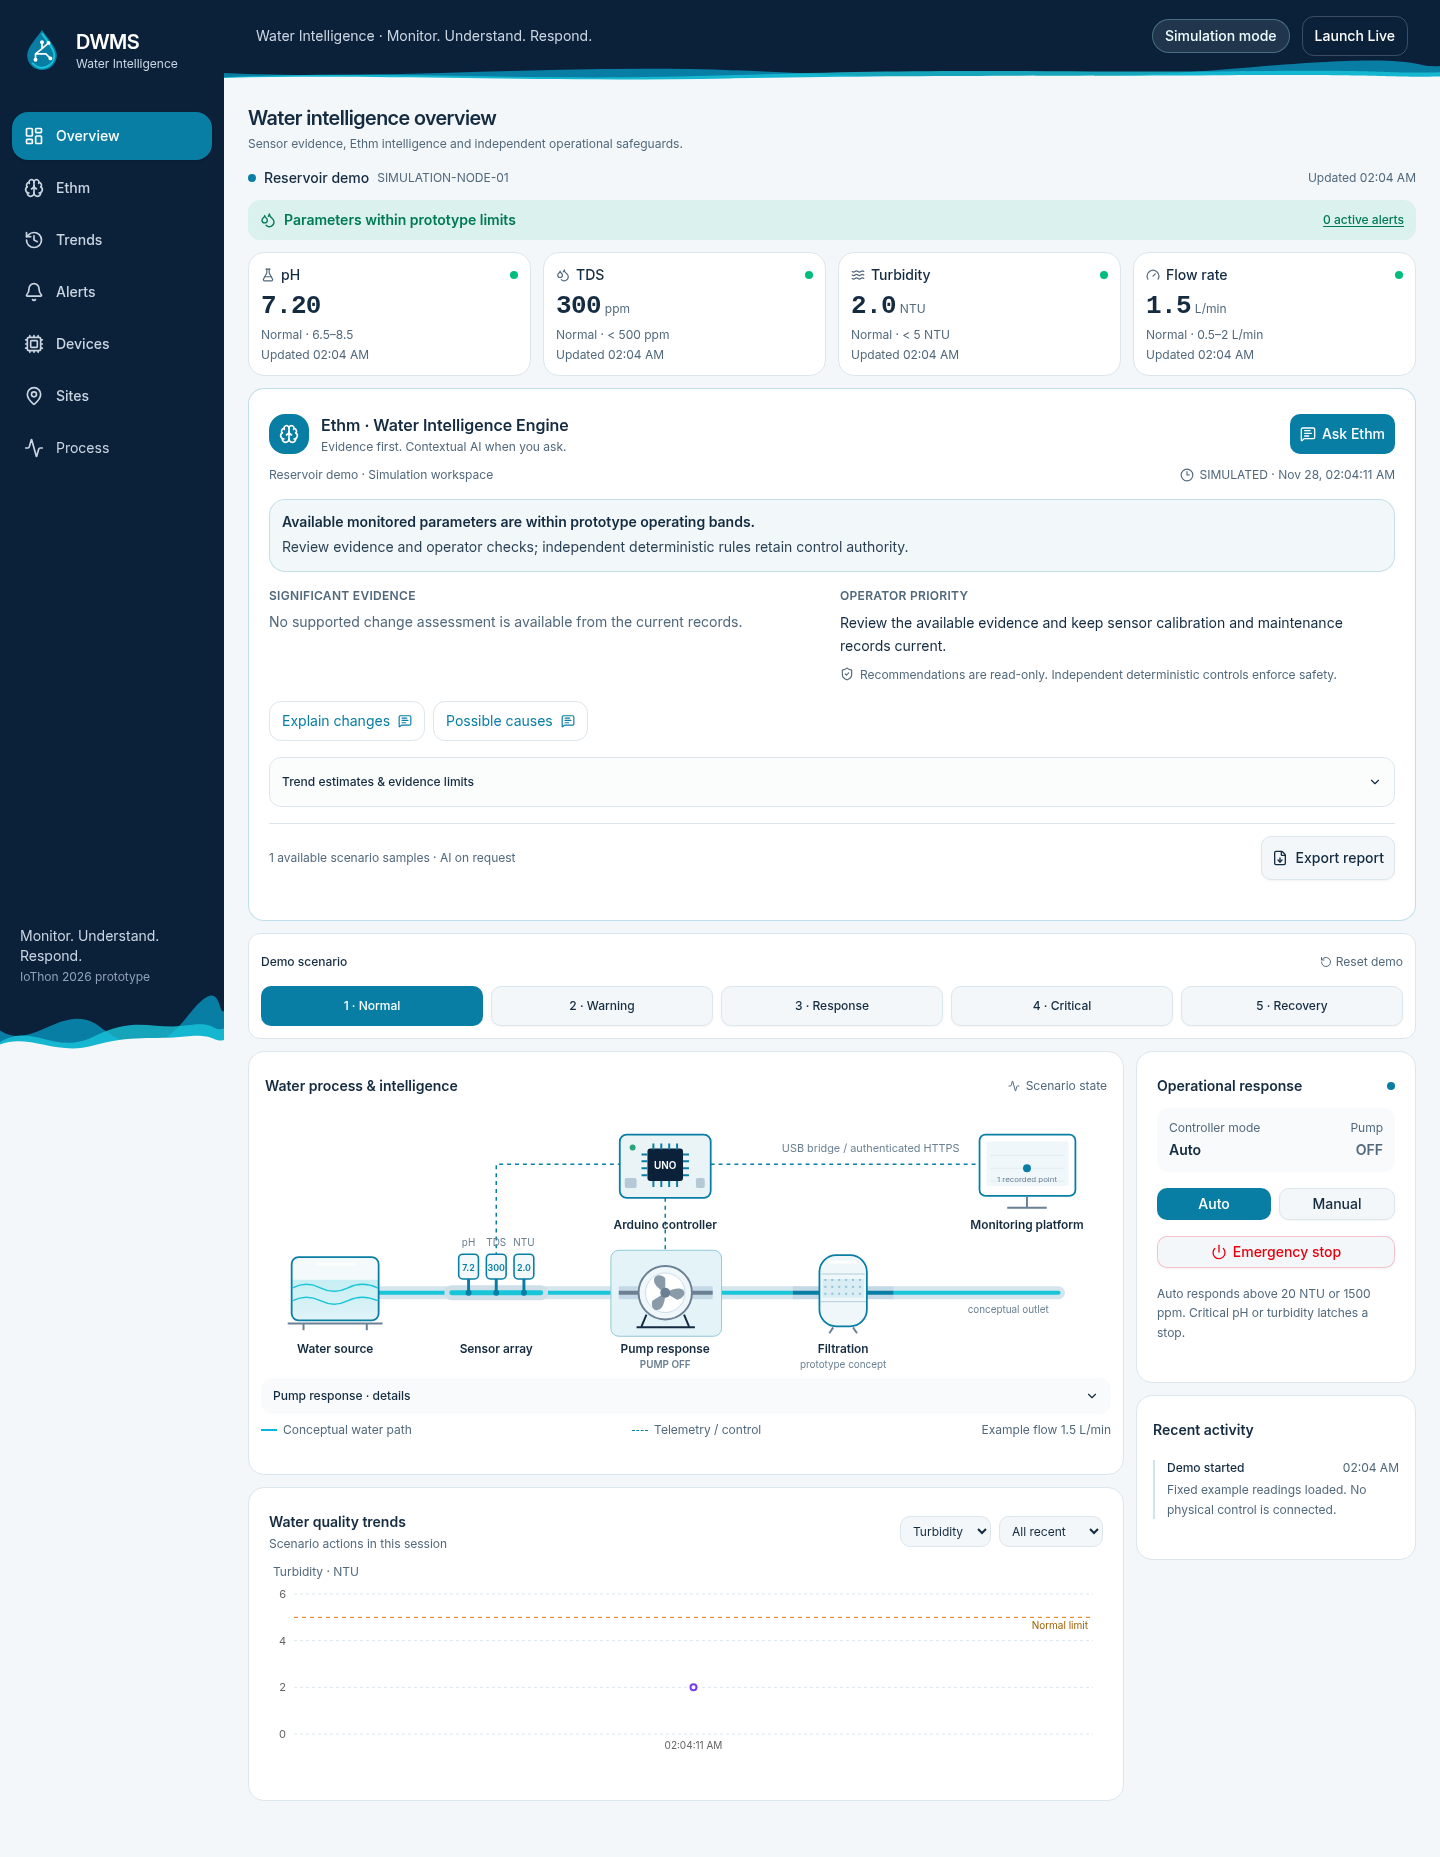 DWMS
Water Intelligence
Water Intelligence · Monitor. Understand. Respond.
Simulation mode
Launch Live
Overview
Ethm
Trends
Alerts
Devices
Sites
Process
Monitor. Understand.
Respond.
IoThon 2026 prototype
Water intelligence overview
Sensor evidence, Ethm intelligence and independent operational safeguards.
Reservoir demo SIMULATION-NODE-01
Updated 02:04 AM
Parameters within prototype limits
0 active alerts
pH
7.20
Normal · 6.5–8.5
Updated 02:04 AM
TDS
300 ppm
Normal · < 500 ppm
Updated 02:04 AM
Turbidity
2.0 NTU
Normal · < 5 NTU
Updated 02:04 AM
Flow rate
1.5 L/min
Normal · 0.5–2 L/min
Updated 02:04 AM
Ethm · Water Intelligence Engine
Evidence first. Contextual AI when you ask.
Ask Ethm
Reservoir demo · Simulation workspace
SIMULATED · Nov 28, 02:04:11 AM
Available monitored parameters are within prototype operating bands.
Review evidence and operator checks; independent deterministic rules retain control authority.
SIGNIFICANT EVIDENCE
No supported change assessment is available from the current records.
OPERATOR PRIORITY
Review the available evidence and keep sensor calibration and maintenance
records current.
Recommendations are read-only. Independent deterministic controls enforce safety.
Explain changes
Possible causes
Trend estimates & evidence limits
1 available scenario samples · AI on request
Export report
Demo scenario
Reset demo
1 · Normal
2 · Warning
3 · Response
4 · Critical
5 · Recovery
Water process & intelligence
Scenario state
UNO
USB bridge / authenticated HTTPS
1 recorded point
Arduino controller
Monitoring platform
pH TDS NTU
7.2 300 2.0
conceptual outlet
Water source
Sensor array
Pump response
PUMP OFF
Filtration
prototype concept
Pump response · details
Conceptual water path
Telemetry / control
Example flow 1.5 L/min
Operational response
Controller mode
Pump
Auto
OFF
Auto
Manual
Emergency stop
Auto responds above 20 NTU or 1500
ppm. Critical pH or turbidity latches a
stop.
Recent activity
Demo started
02:04 AM
Fixed example readings loaded. No
physical control is connected.
Water quality trends
Scenario actions in this session
Turbidity
All recent
Turbidity · NTU
6
Normal limit
4
2
0
02:04:11 AM